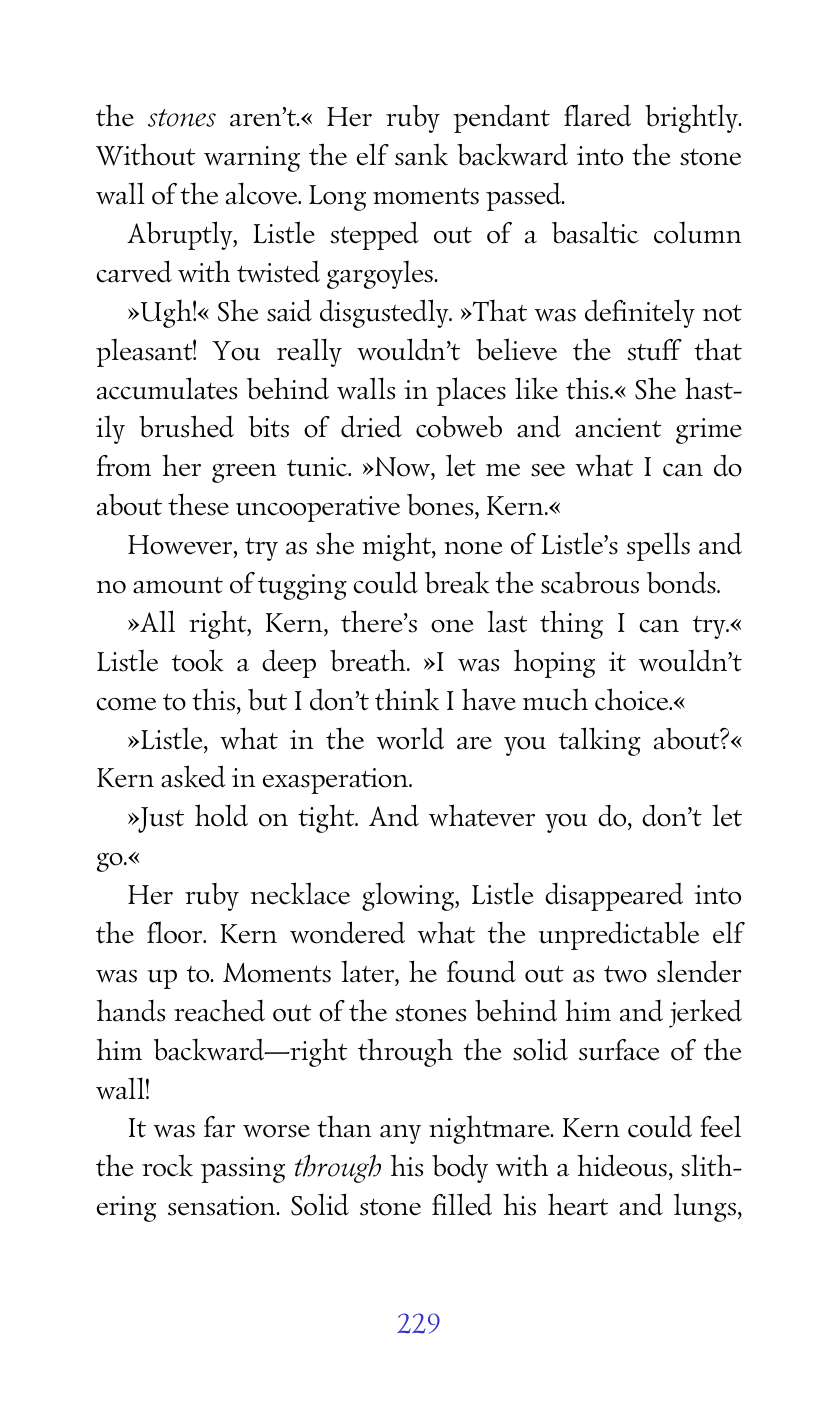 the stones aren’t.« Her ruby pendant flared brightly.
Without warning the elf sank backward into the stone
wall of the alcove. Long moments passed.
Abruptly, Listle stepped out of a basaltic column
carved with twisted gargoyles.
»Ugh!« She said disgustedly. »That was definitely not
pleasant! You really wouldn’t believe the stuff that
accumulates behind walls in places like this.« She hast-
ily brushed bits of dried cobweb and ancient grime
from her green tunic. »Now, let me see what I can do
about these uncooperative bones, Kern.«
However, try as she might, none of Listle’s spells and
no amount of tugging could break the scabrous bonds.
»All right, Kern, there’s one last thing I can try.«
Listle took a deep breath. »I was hoping it wouldn’t
come to this, but I don’t think I have much choice.«
»Listle, what in the world are you talking about?«
Kern asked in exasperation.
»Just hold on tight. And whatever you do, don’t let
go.«
Her ruby necklace glowing, Listle disappeared into
the floor. Kern wondered what the unpredictable elf
was up to. Moments later, he found out as two slender
hands reached out of the stones behind him and jerked
him backward—right through the solid surface of the
wall!
It was far worse than any nightmare. Kern could feel
the rock passing through his body with a hideous, slith-
ering sensation. Solid stone filled his heart and lungs,
229